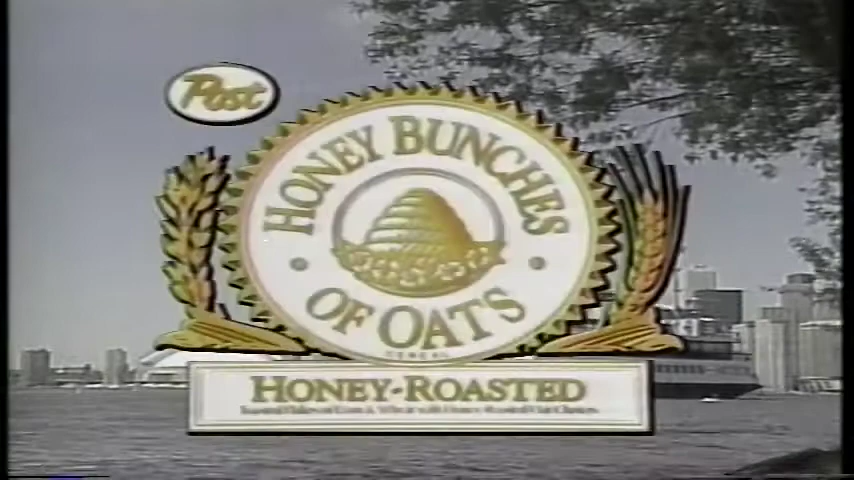 Post
HONEY BUNCHES
OF OATS
CEREAL
HONEY-ROASTED